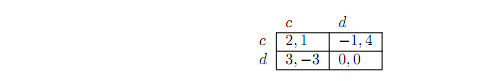 c d
c 2, 1 −1, 4
d 3, −3 0, 0